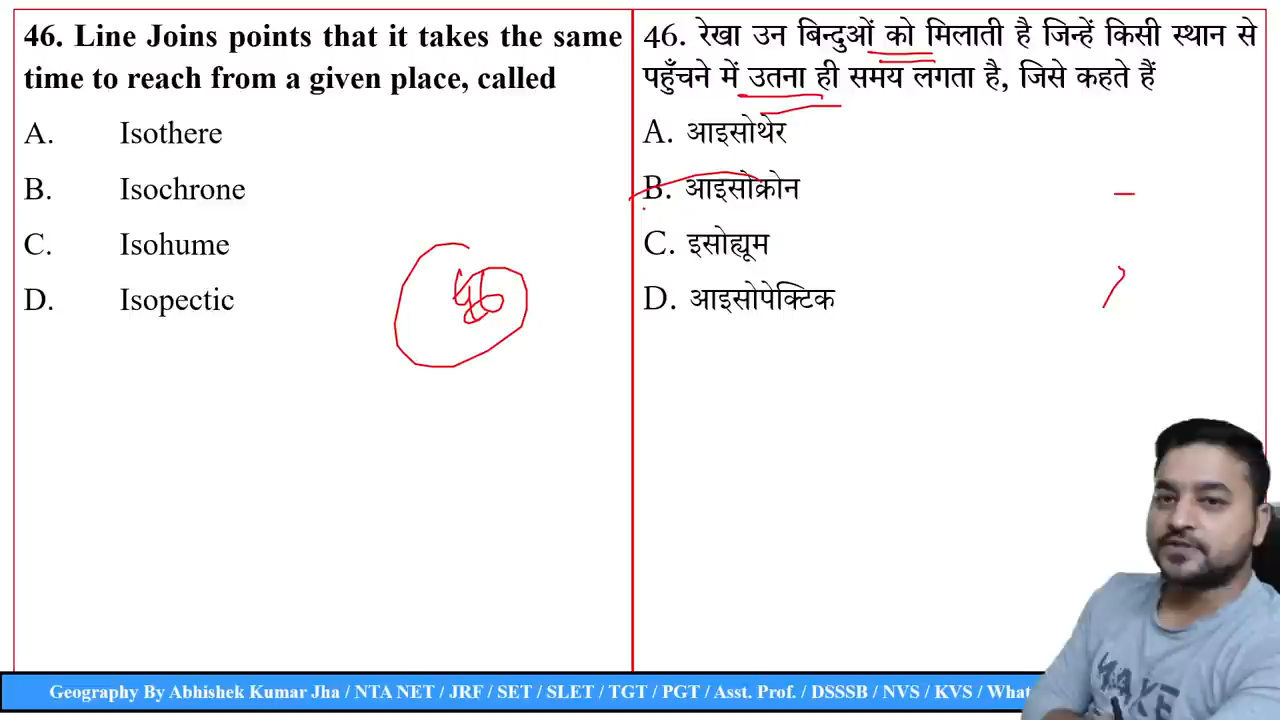 46. Line Joins points that it takes the same
time to reach from a given place, called
A. Isothere
B. Isochrone
C. Isohume
D. Isopectic
46
46. रेखा उन बिन्दुओं को मिलाती है जिन्हें किसी स्थान से
पहुँचने में उतना ही समय लगता है, जिसे कहते हैं
A. आइसोथेर
B. आइसोक्रोन
C. इसोह्यूम
D. आइसोपेक्टिक
MAKE
Geography By Abhishek Kumar Jha / NTA NET / JRF / SET / SLET / TGT / PGT / Asst. Prof. / DSSSB / NVS / KVS / What